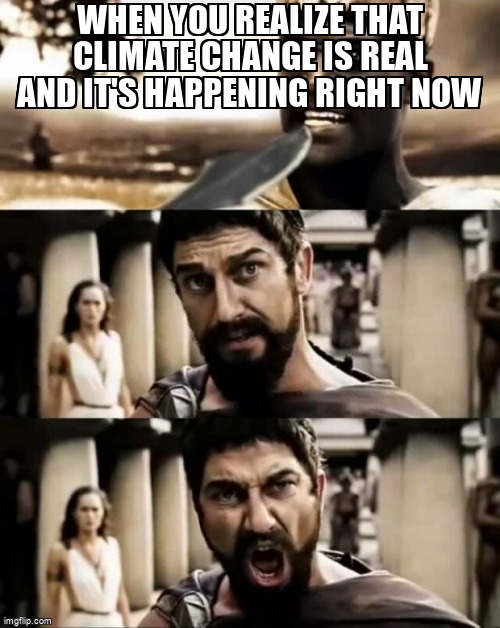 WHEN YOU REALIZE THAT
CLIMATE CHANGE IS REAL
AND IT'S HAPPENING RIGHT NOW
imgflip.com